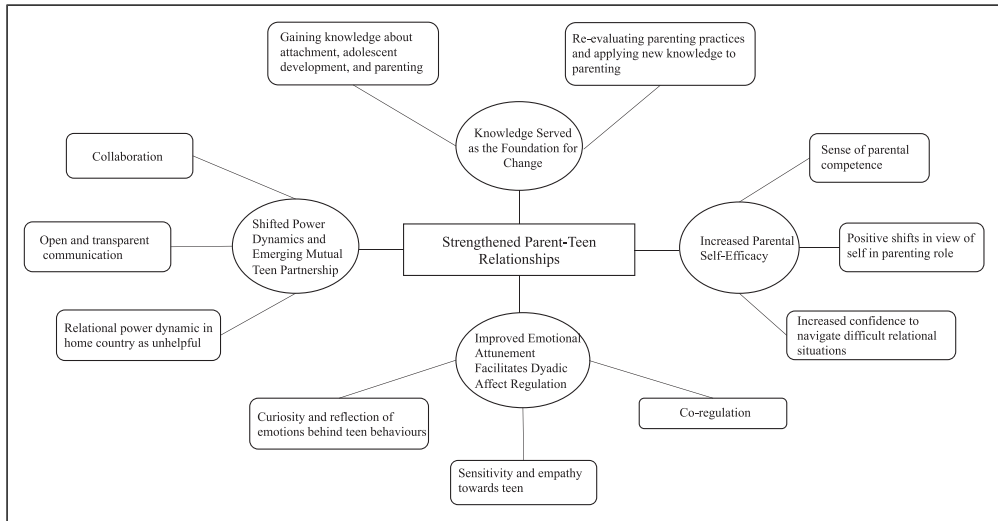 Gaining knowledge about
attachment, adolescent
development, and parenting
Re-evaluating parenting practices
and applying new knowledge to
parenting
Knowledge Served
as the Foundation for
Change
Collaboration
Open and transparent
communication
Relational power dynamic in
home country as unhelpful
Shifted Power
Dynamics and
Emerging Mutual
Teen Partnership
Strengthened Parent-Teen
Relationships
Increased Parental
Self-Efficacy
Sense of parental
competence
Positive shifts in view of
self in parenting role
Increased confidence to
navigate difficult relational
situations
Improved Emotional
Attunement
Facilitates Dyadic
Affect Regulation
Curiosity and reflection of
emotions behind teen behaviours
Sensitivity and empathy
towards teen
Co-regulation